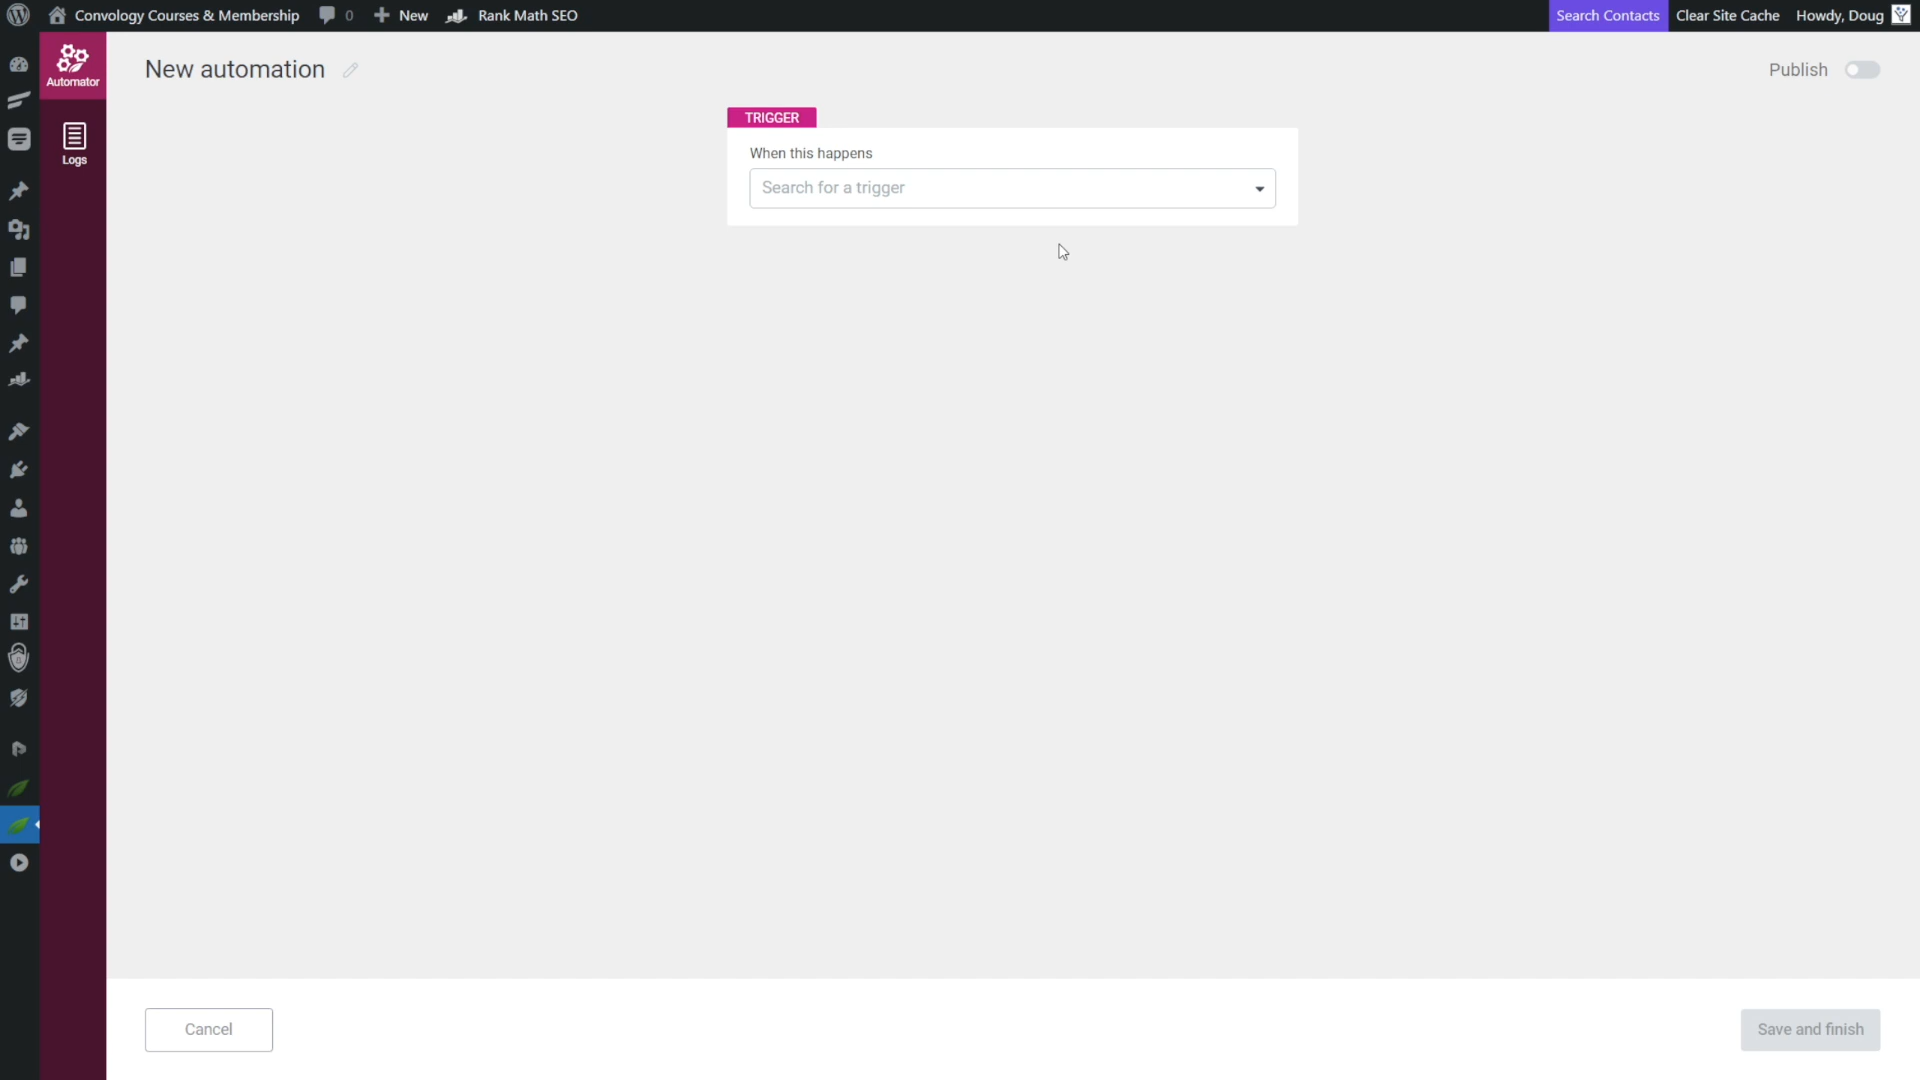 Convology Courses & Membership 0 New Rank Math SEO Search Contacts Clear Site Cache Howdy, Doug
Automator
Logs
New automation
Publish
TRIGGER
When this happens
Search for a trigger
Cancel
Save and finish